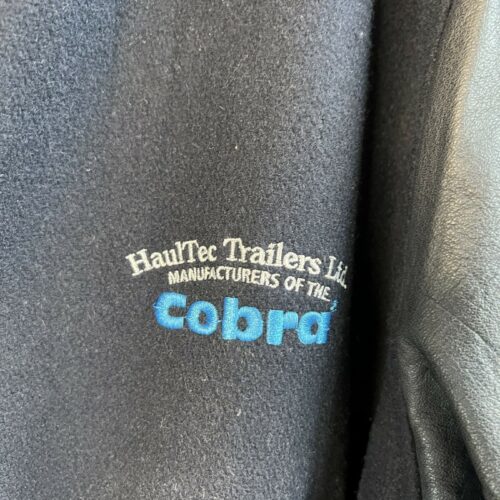 HaulTec Trailers Ltd.
MANUFACTURERS OF THE
cobra